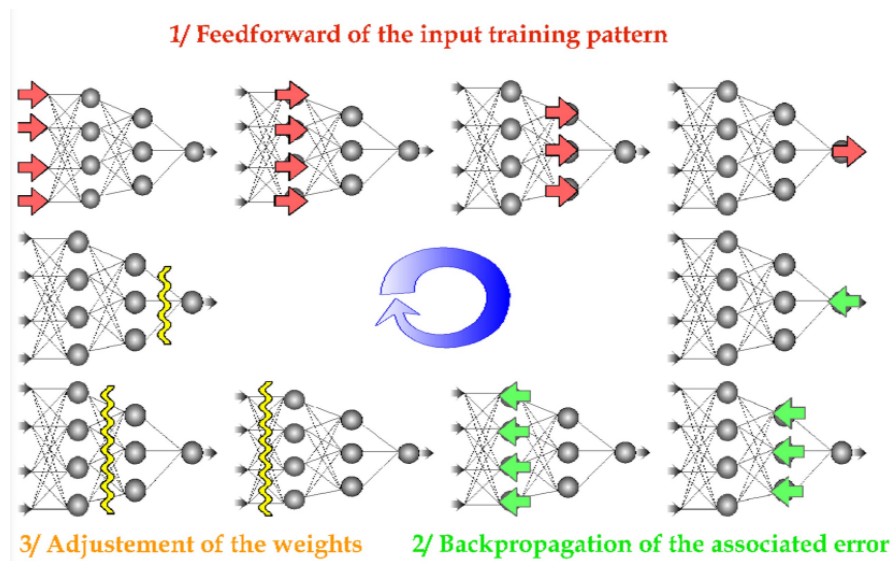 1/ Feedforward of the input training pattern
3/ Adjustement of the weights
2/ Backpropagation of the associated error